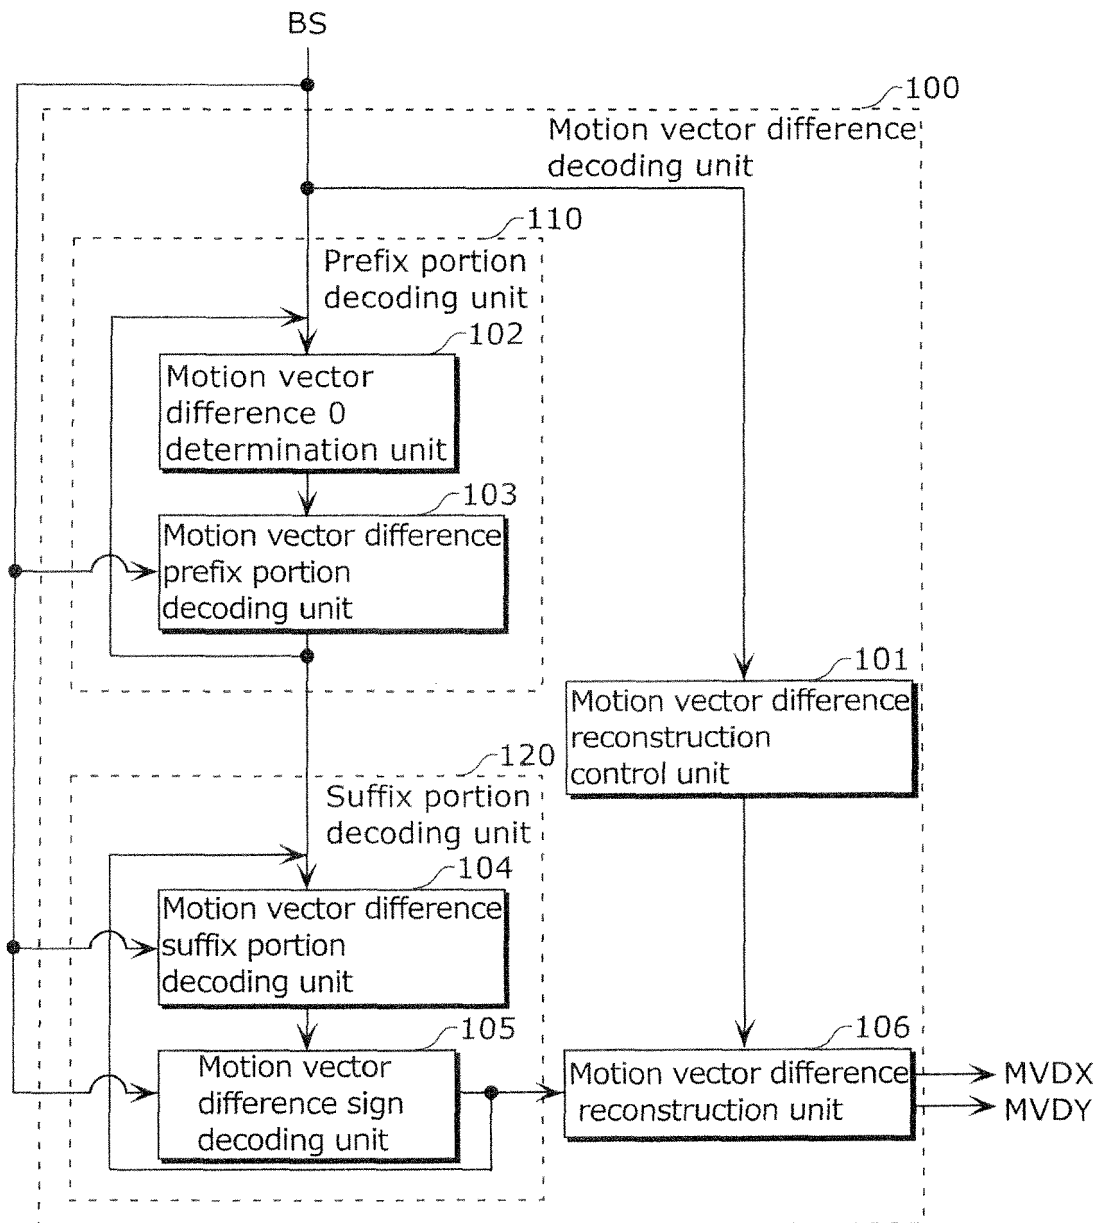 BS
100
Motion vector difference
decoding unit
110
Prefix portion
decoding unit
102
Motion vector
difference 0
determination unit
103
Motion vector difference
prefix portion
decoding unit
101
Motion vector difference
reconstruction
control unit
120
Suffix portion
decoding unit
104
Motion vector difference
suffix portion
decoding unit
105
Motion vector
difference sign
decoding unit
106
Motion vector difference
reconstruction unit
MVDX
MVDY